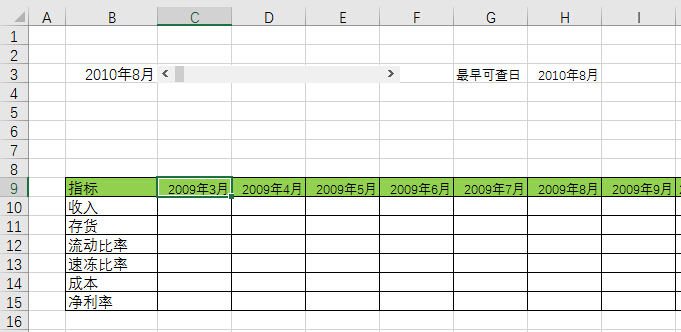 A B C D E F G H I
1
2
3 2010年8月 最早可查日 2010年8月
4
5
6
7
8
9 指标 2009年3月 2009年4月 2009年5月 2009年6月 2009年7月 2009年8月 2009年9月
10 收入
11 存货
12 流动比率
13 速冻比率
14 成本
15 净利率
16